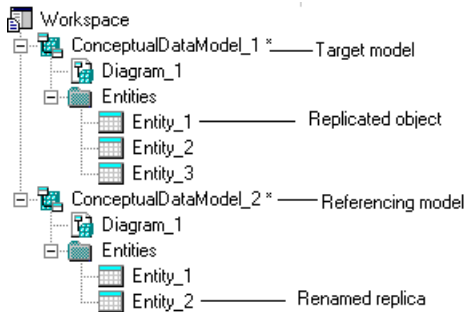 Workspace
ConceptualDataModel_1 * Target model
Diagram_1
Entities
Entity_1 Replicated object
Entity_2
Entity_3
ConceptualDataModel_2 * Referencing model
Diagram_1
Entities
Entity_1
Entity_2 Renamed replica